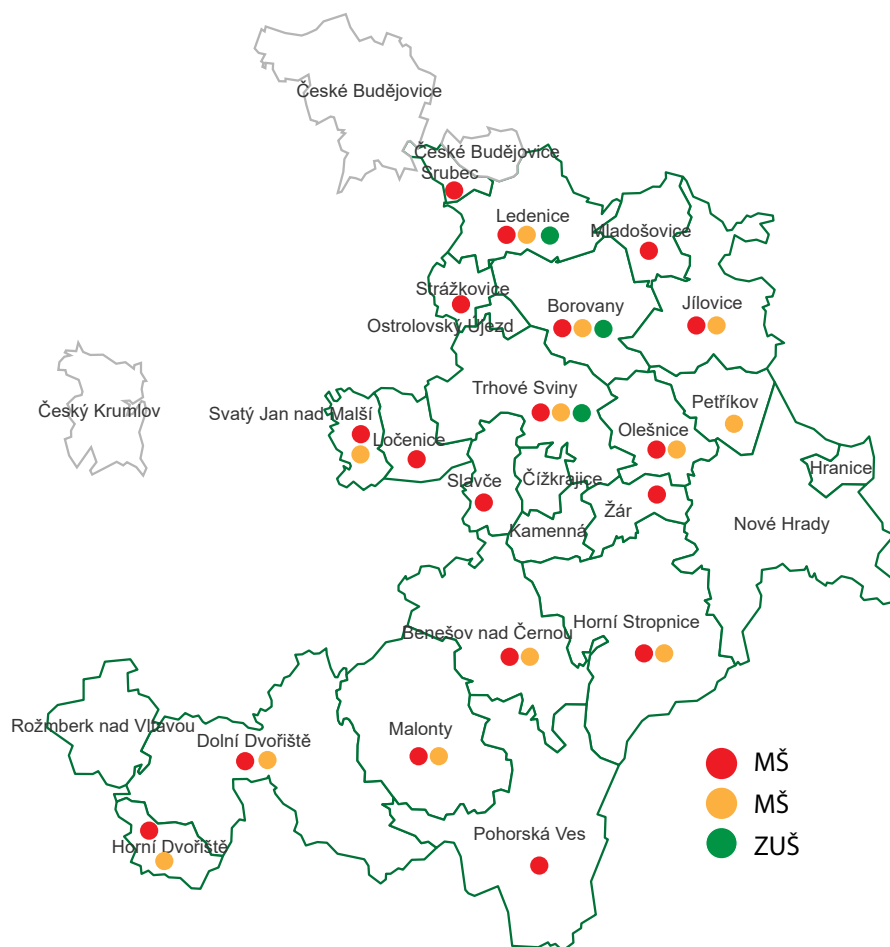 České Budějovice
České Budějovice
Srubec
Ledenice
Mladošovice
Strážkovice
Ostrolovský Újezd
Borovany
Jílovice
Český Krumlov
Svatý Jan nad Malší
Ločenice
Trhové Sviny
Olešnice
Petříkov
Slavče
Čížkrajice
Žár
Hranice
Kamenná
Nové Hrady
Benešov nad Černou
Horní Stropnice
Rožmberk nad Vltavou
Dolní Dvořiště
Malonty
Horní Dvořiště
Pohorská Ves
MŠ
MŠ
ZUŠ